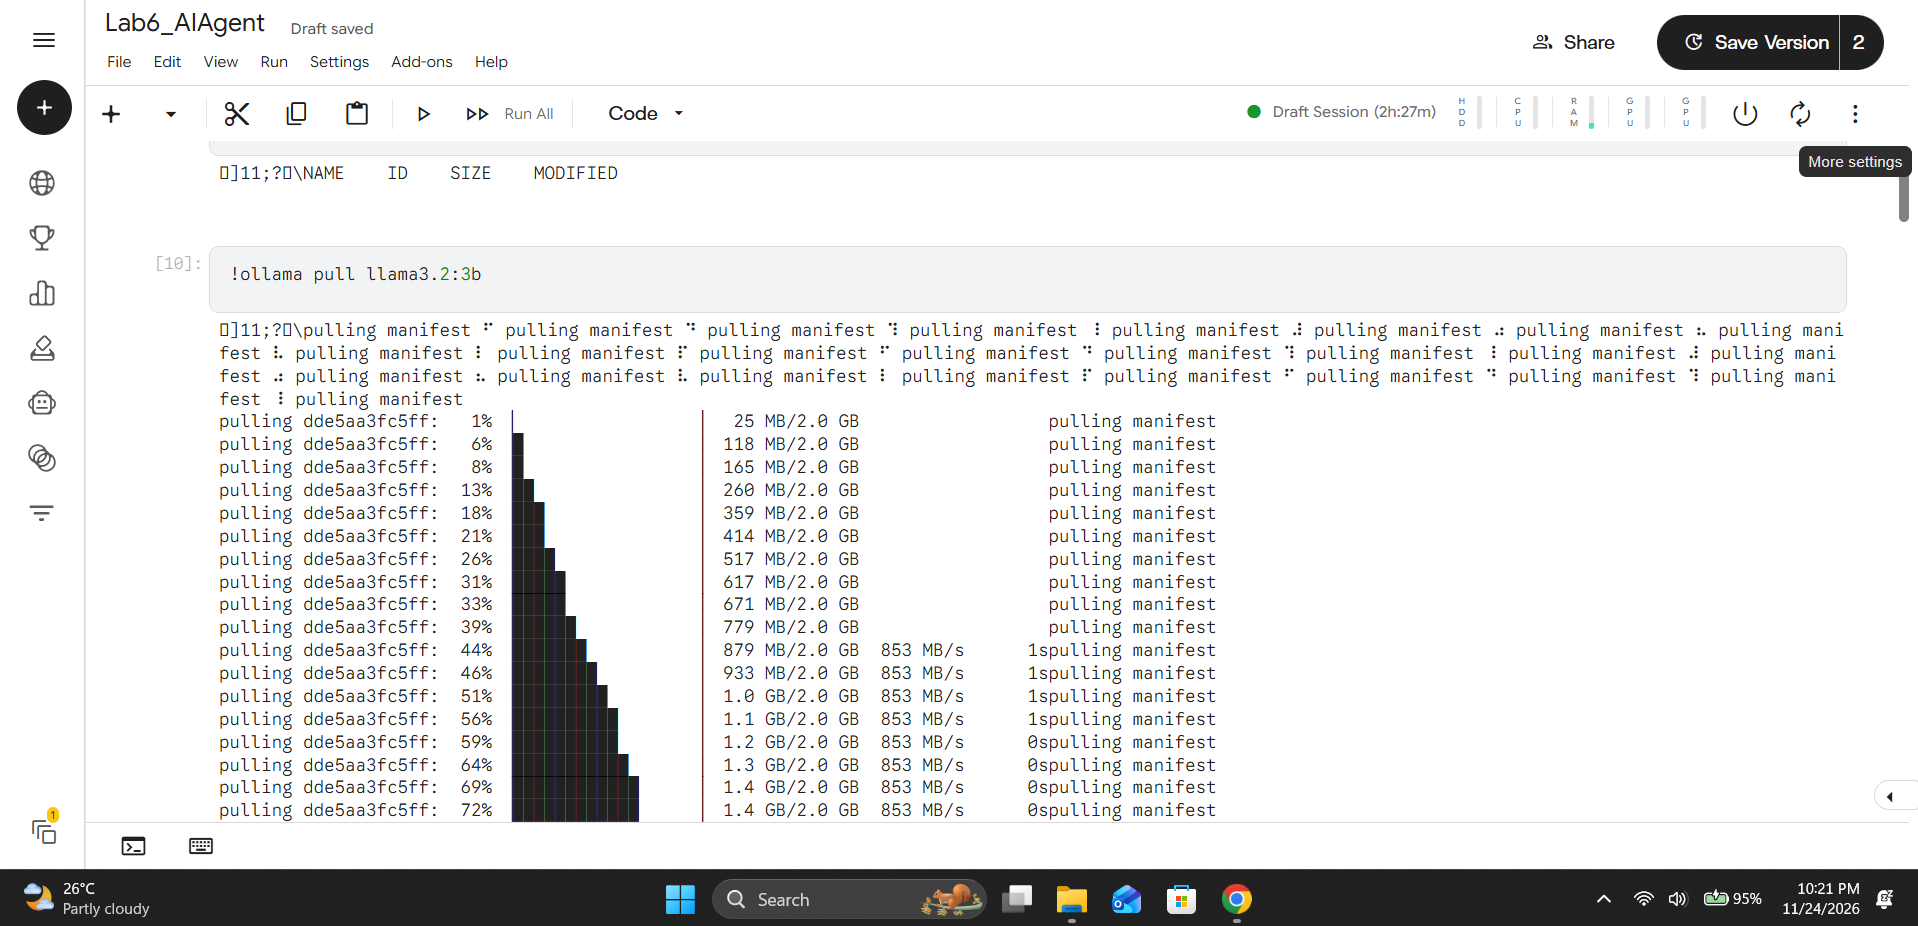 Lab6_AIAgent
Draft saved
File Edit View Run Settings Add-ons Help
Share
Save Version 2
Run All
Code
Draft Session (2h:27m)
HDD
CPU
RAM
GPU
GPU
More settings
]11;?\NAME ID SIZE MODIFIED
[10]:
!ollama pull llama3.2:3b
]11;?\pulling manifest ⠋ pulling manifest ⠙ pulling manifest ⠹ pulling manifest ⠸ pulling manifest ⠼ pulling manifest ⠴ pulling manifest ⠦ pulling mani
fest ⠧ pulling manifest ⠇ pulling manifest ⠏ pulling manifest ⠋ pulling manifest ⠙ pulling manifest ⠹ pulling manifest ⠸ pulling manifest ⠼ pulling mani
fest ⠴ pulling manifest ⠦ pulling manifest ⠧ pulling manifest ⠇ pulling manifest ⠏ pulling manifest ⠋ pulling manifest ⠙ pulling manifest ⠹ pulling mani
fest ⠸ pulling manifest
pulling dde5aa3fc5ff: 1% 25 MB/2.0 GB pulling manifest
pulling dde5aa3fc5ff: 6% 118 MB/2.0 GB pulling manifest
pulling dde5aa3fc5ff: 8% 165 MB/2.0 GB pulling manifest
pulling dde5aa3fc5ff: 13% 260 MB/2.0 GB pulling manifest
pulling dde5aa3fc5ff: 18% 359 MB/2.0 GB pulling manifest
pulling dde5aa3fc5ff: 21% 414 MB/2.0 GB pulling manifest
pulling dde5aa3fc5ff: 26% 517 MB/2.0 GB pulling manifest
pulling dde5aa3fc5ff: 31% 617 MB/2.0 GB pulling manifest
pulling dde5aa3fc5ff: 33% 671 MB/2.0 GB pulling manifest
pulling dde5aa3fc5ff: 39% 779 MB/2.0 GB pulling manifest
pulling dde5aa3fc5ff: 44% 879 MB/2.0 GB 853 MB/s 1spulling manifest
pulling dde5aa3fc5ff: 46% 933 MB/2.0 GB 853 MB/s 1spulling manifest
pulling dde5aa3fc5ff: 51% 1.0 GB/2.0 GB 853 MB/s 1spulling manifest
pulling dde5aa3fc5ff: 56% 1.1 GB/2.0 GB 853 MB/s 1spulling manifest
pulling dde5aa3fc5ff: 59% 1.2 GB/2.0 GB 853 MB/s 0spulling manifest
pulling dde5aa3fc5ff: 64% 1.3 GB/2.0 GB 853 MB/s 0spulling manifest
pulling dde5aa3fc5ff: 69% 1.4 GB/2.0 GB 853 MB/s 0spulling manifest
pulling dde5aa3fc5ff: 72% 1.4 GB/2.0 GB 853 MB/s 0spulling manifest
1
26°C
Partly cloudy
Search
95%
10:21 PM
11/24/2026